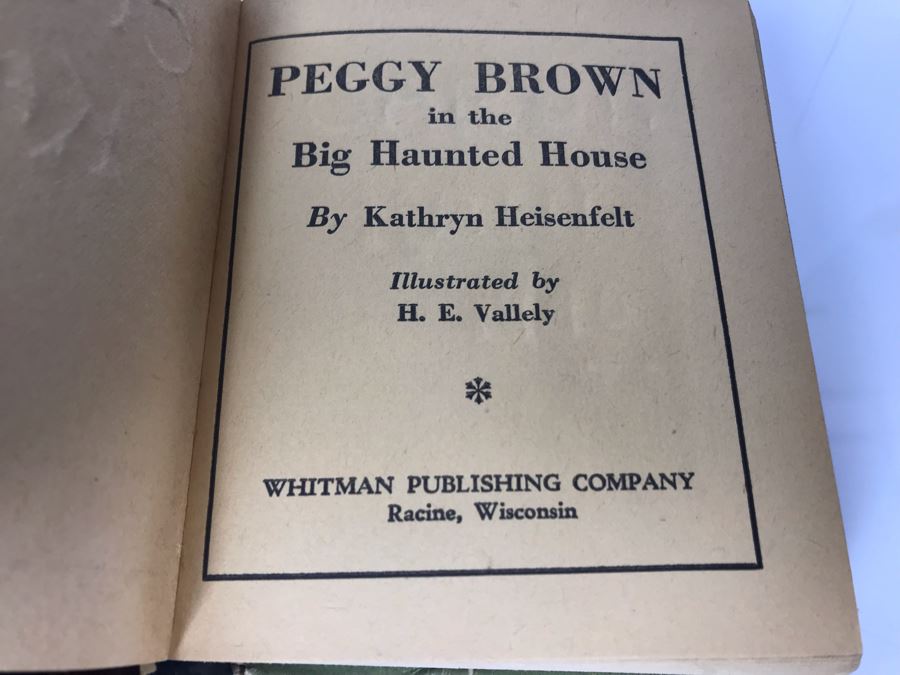 PEGGY BROWN
in the
Big Haunted House
By Kathryn Heisenfelt
Illustrated by
H. E. Vallely
WHITMAN PUBLISHING COMPANY
Racine, Wisconsin